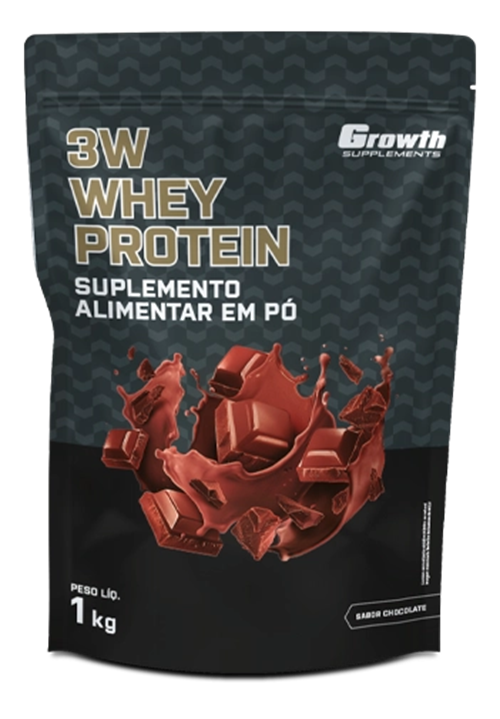 Growth
SUPPLEMENTS
3W
WHEY
PROTEIN
SUPLEMENTO
ALIMENTAR EM PÓ
PESO LÍQ.
1 kg
SABOR CHOCOLATE